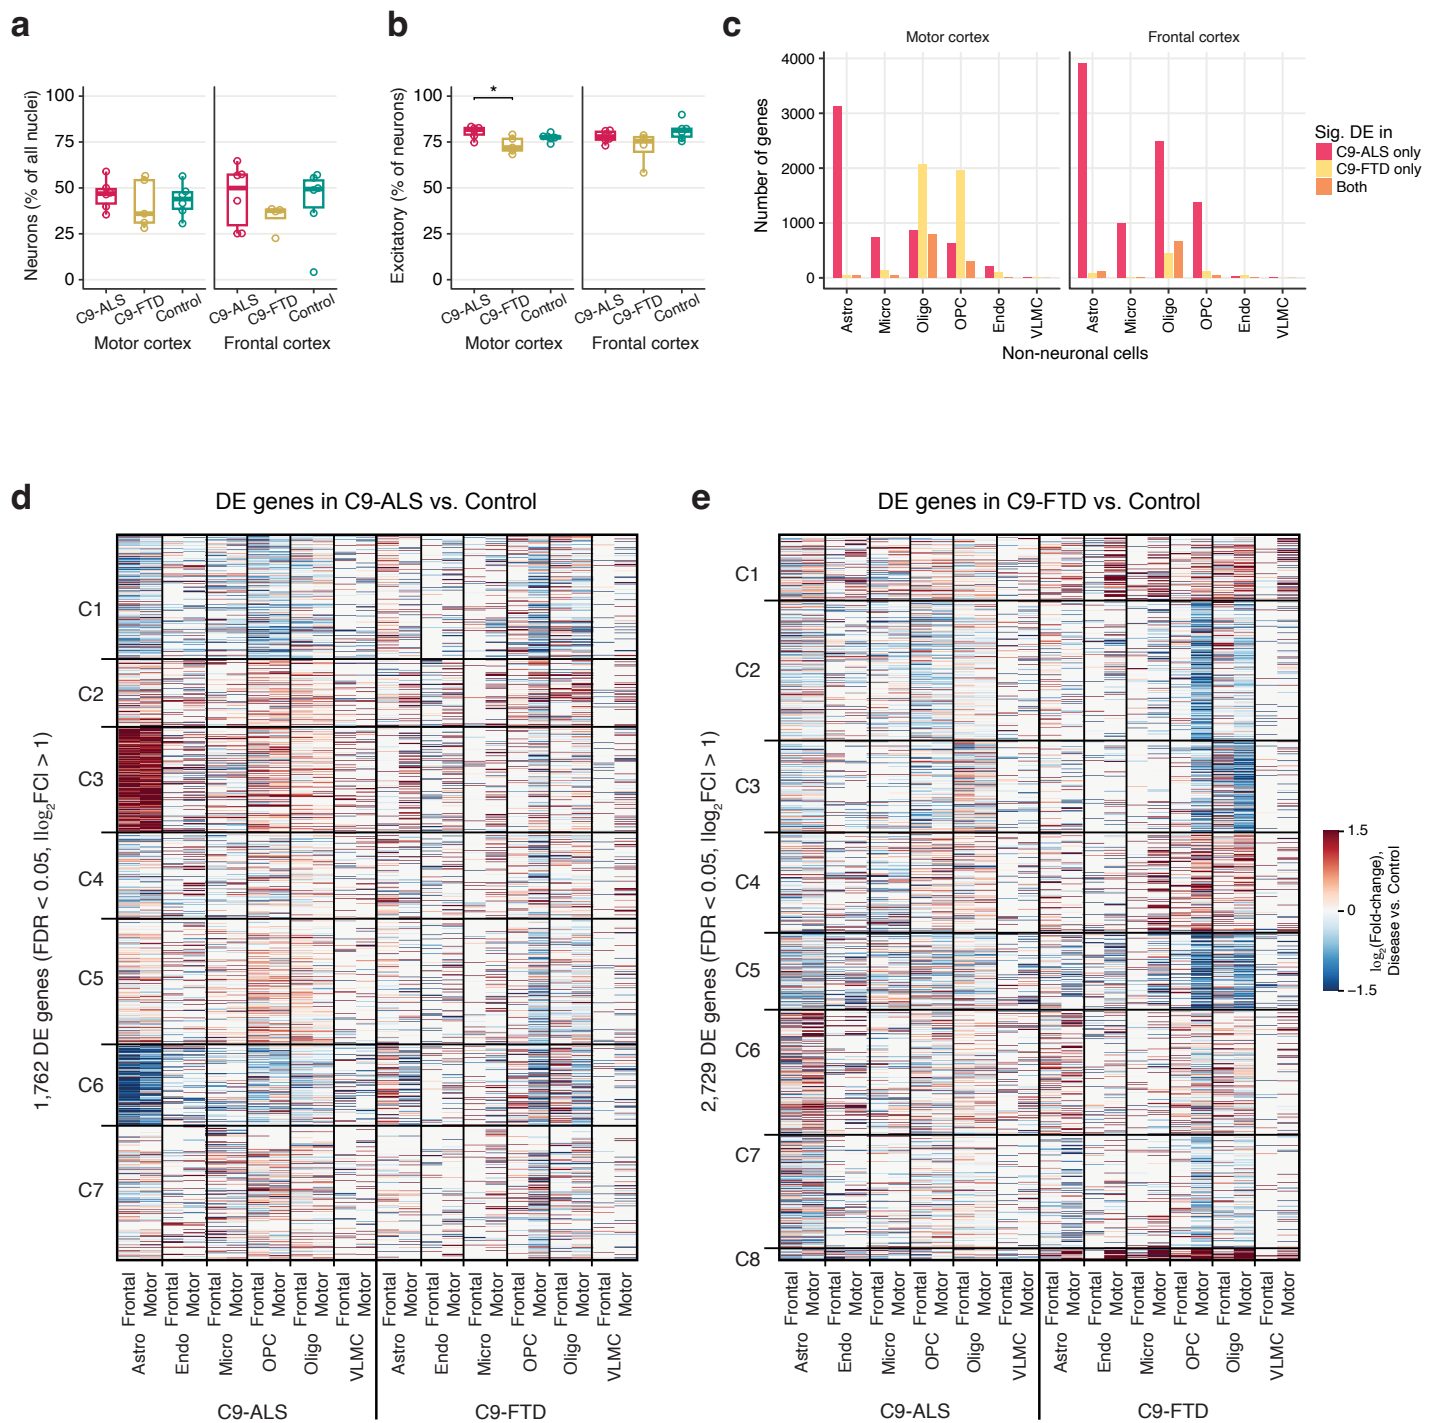 a
Neurons (% of all nuclei)
100
75
50
25
0
C9-ALS
C9-FTD
Control
C9-ALS
C9-FTD
Control
Motor cortex
Frontal cortex
b
Excitatory (% of neurons)
100
75
50
25
0
*
C9-ALS
C9-FTD
Control
C9-ALS
C9-FTD
Control
Motor cortex
Frontal cortex
c
Motor cortex
Frontal cortex
Number of genes
4000
3000
2000
1000
0
Astro
Micro
Oligo
OPC
Endo
VLMC
Astro
Micro
Oligo
OPC
Endo
VLMC
Non-neuronal cells
Sig. DE in
C9-ALS only
C9-FTD only
Both
d
DE genes in C9-ALS vs. Control
1,762 DE genes (FDR < 0.05, |log2FC| > 1)
C1
C2
C3
C4
C5
C6
C7
Frontal
Motor
Frontal
Motor
Frontal
Motor
Frontal
Motor
Frontal
Motor
Frontal
Motor
Frontal
Motor
Frontal
Motor
Frontal
Motor
Frontal
Motor
Frontal
Motor
Frontal
Motor
Astro
Endo
Micro
OPC
Oligo
VLMC
Astro
Endo
Micro
OPC
Oligo
VLMC
C9-ALS
C9-FTD
e
DE genes in C9-FTD vs. Control
2,729 DE genes (FDR < 0.05, |log2FC| > 1)
C1
C2
C3
C4
C5
C6
C7
C8
Frontal
Motor
Frontal
Motor
Frontal
Motor
Frontal
Motor
Frontal
Motor
Frontal
Motor
Frontal
Motor
Frontal
Motor
Frontal
Motor
Frontal
Motor
Frontal
Motor
Frontal
Motor
Astro
Endo
Micro
OPC
Oligo
VLMC
Astro
Endo
Micro
OPC
Oligo
VLMC
C9-ALS
C9-FTD
1.5
0
−1.5
log2(Fold-change),
Disease vs. Control